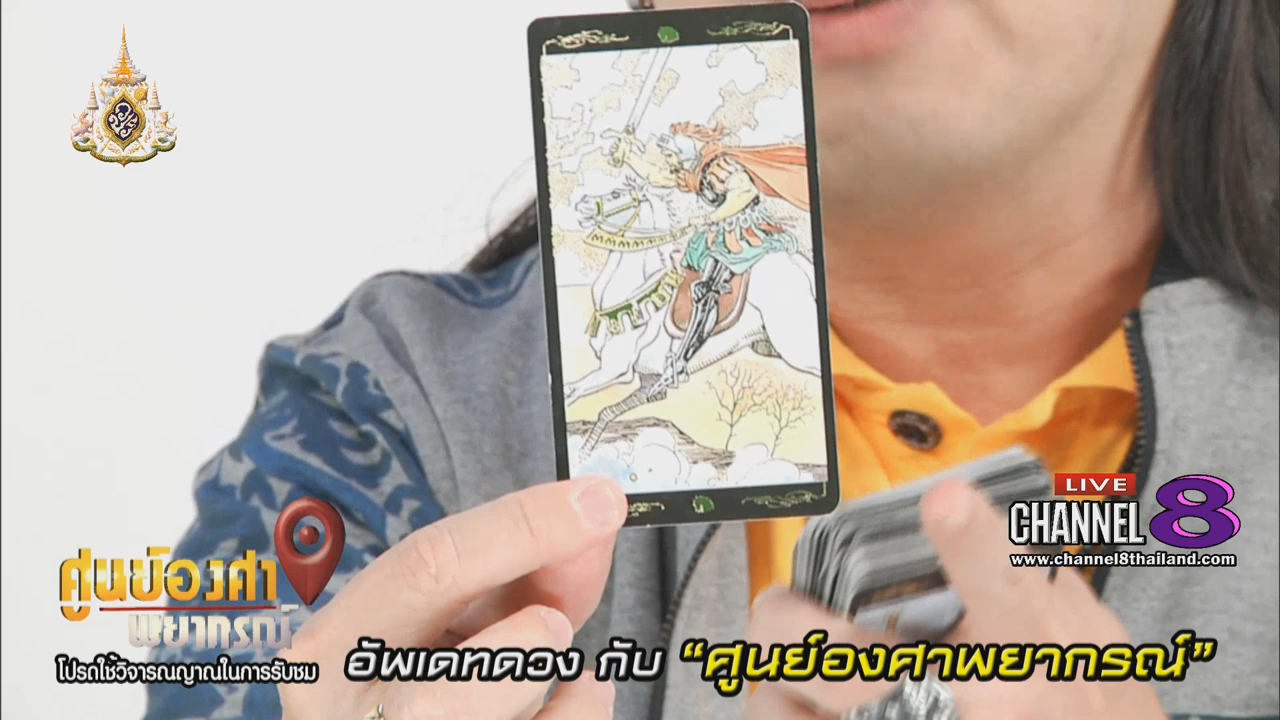 LIVE
CHANNEL 8
www.channel8thailand.com
ศูนย์องศา
พยากรณ์
โปรดใช้วิจารณญาณในการรับชม
อัพเดทดวง กับ “ศูนย์องศาพยากรณ์”